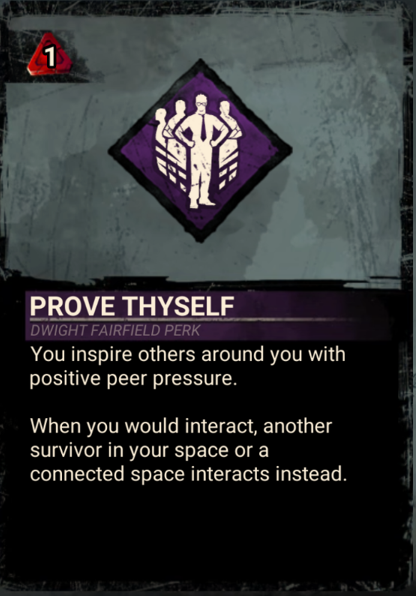 1
PROVE THYSELF
DWIGHT FAIRFIELD PERK
You inspire others around you with
positive peer pressure.
When you would interact, another
survivor in your space or a
connected space interacts instead.